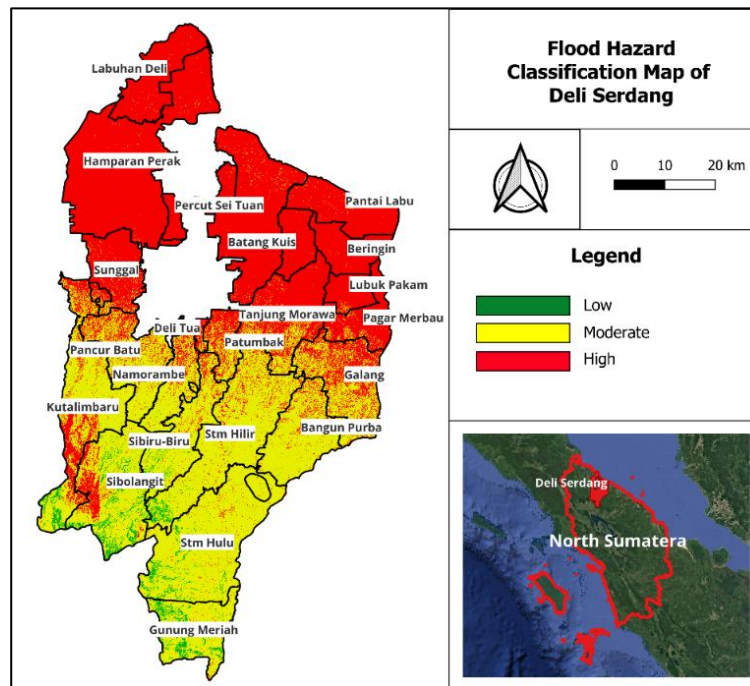 Flood Hazard
Classification Map of
Deli Serdang
0 10 20 km
Legend
Low
Moderate
High
Labuhan Deli
Hamparan Perak
Percut Sei Tuan
Pantai Labu
Batang Kuis
Beringin
Sunggal
Lubuk Pakam
Tanjung Morawa
Pagar Merbau
Deli Tua
Patumbak
Pancur Batu
Namorambe
Galang
Kutalimbaru
Sibiru-Biru
Stm Hilir
Bangun Purba
Sibolangit
Stm Hulu
Gunung Meriah
Deli Serdang
North Sumatera